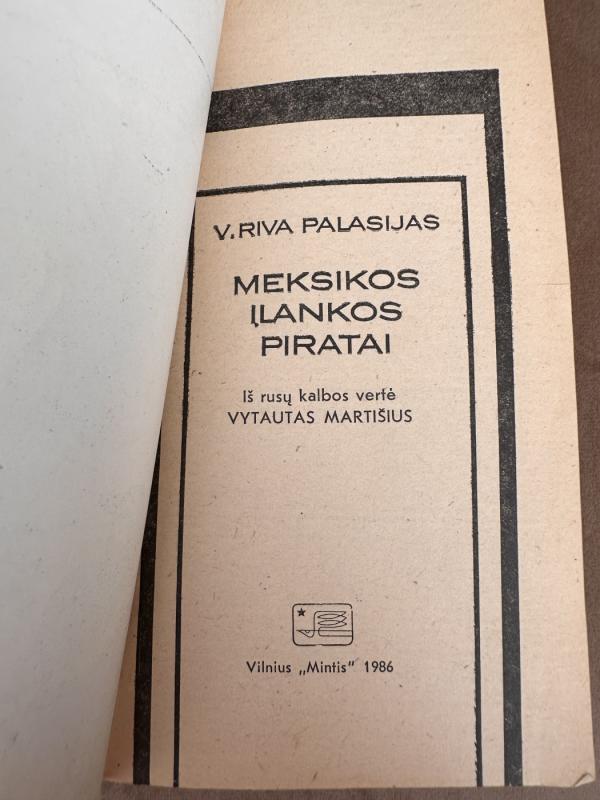 V. RIVA PALASIJAS
MEKSIKOS
ĮLANKOS
PIRATAI
Iš rusų kalbos vertė
VYTAUTAS MARTIŠIUS
Vilnius „Mintis" 1986